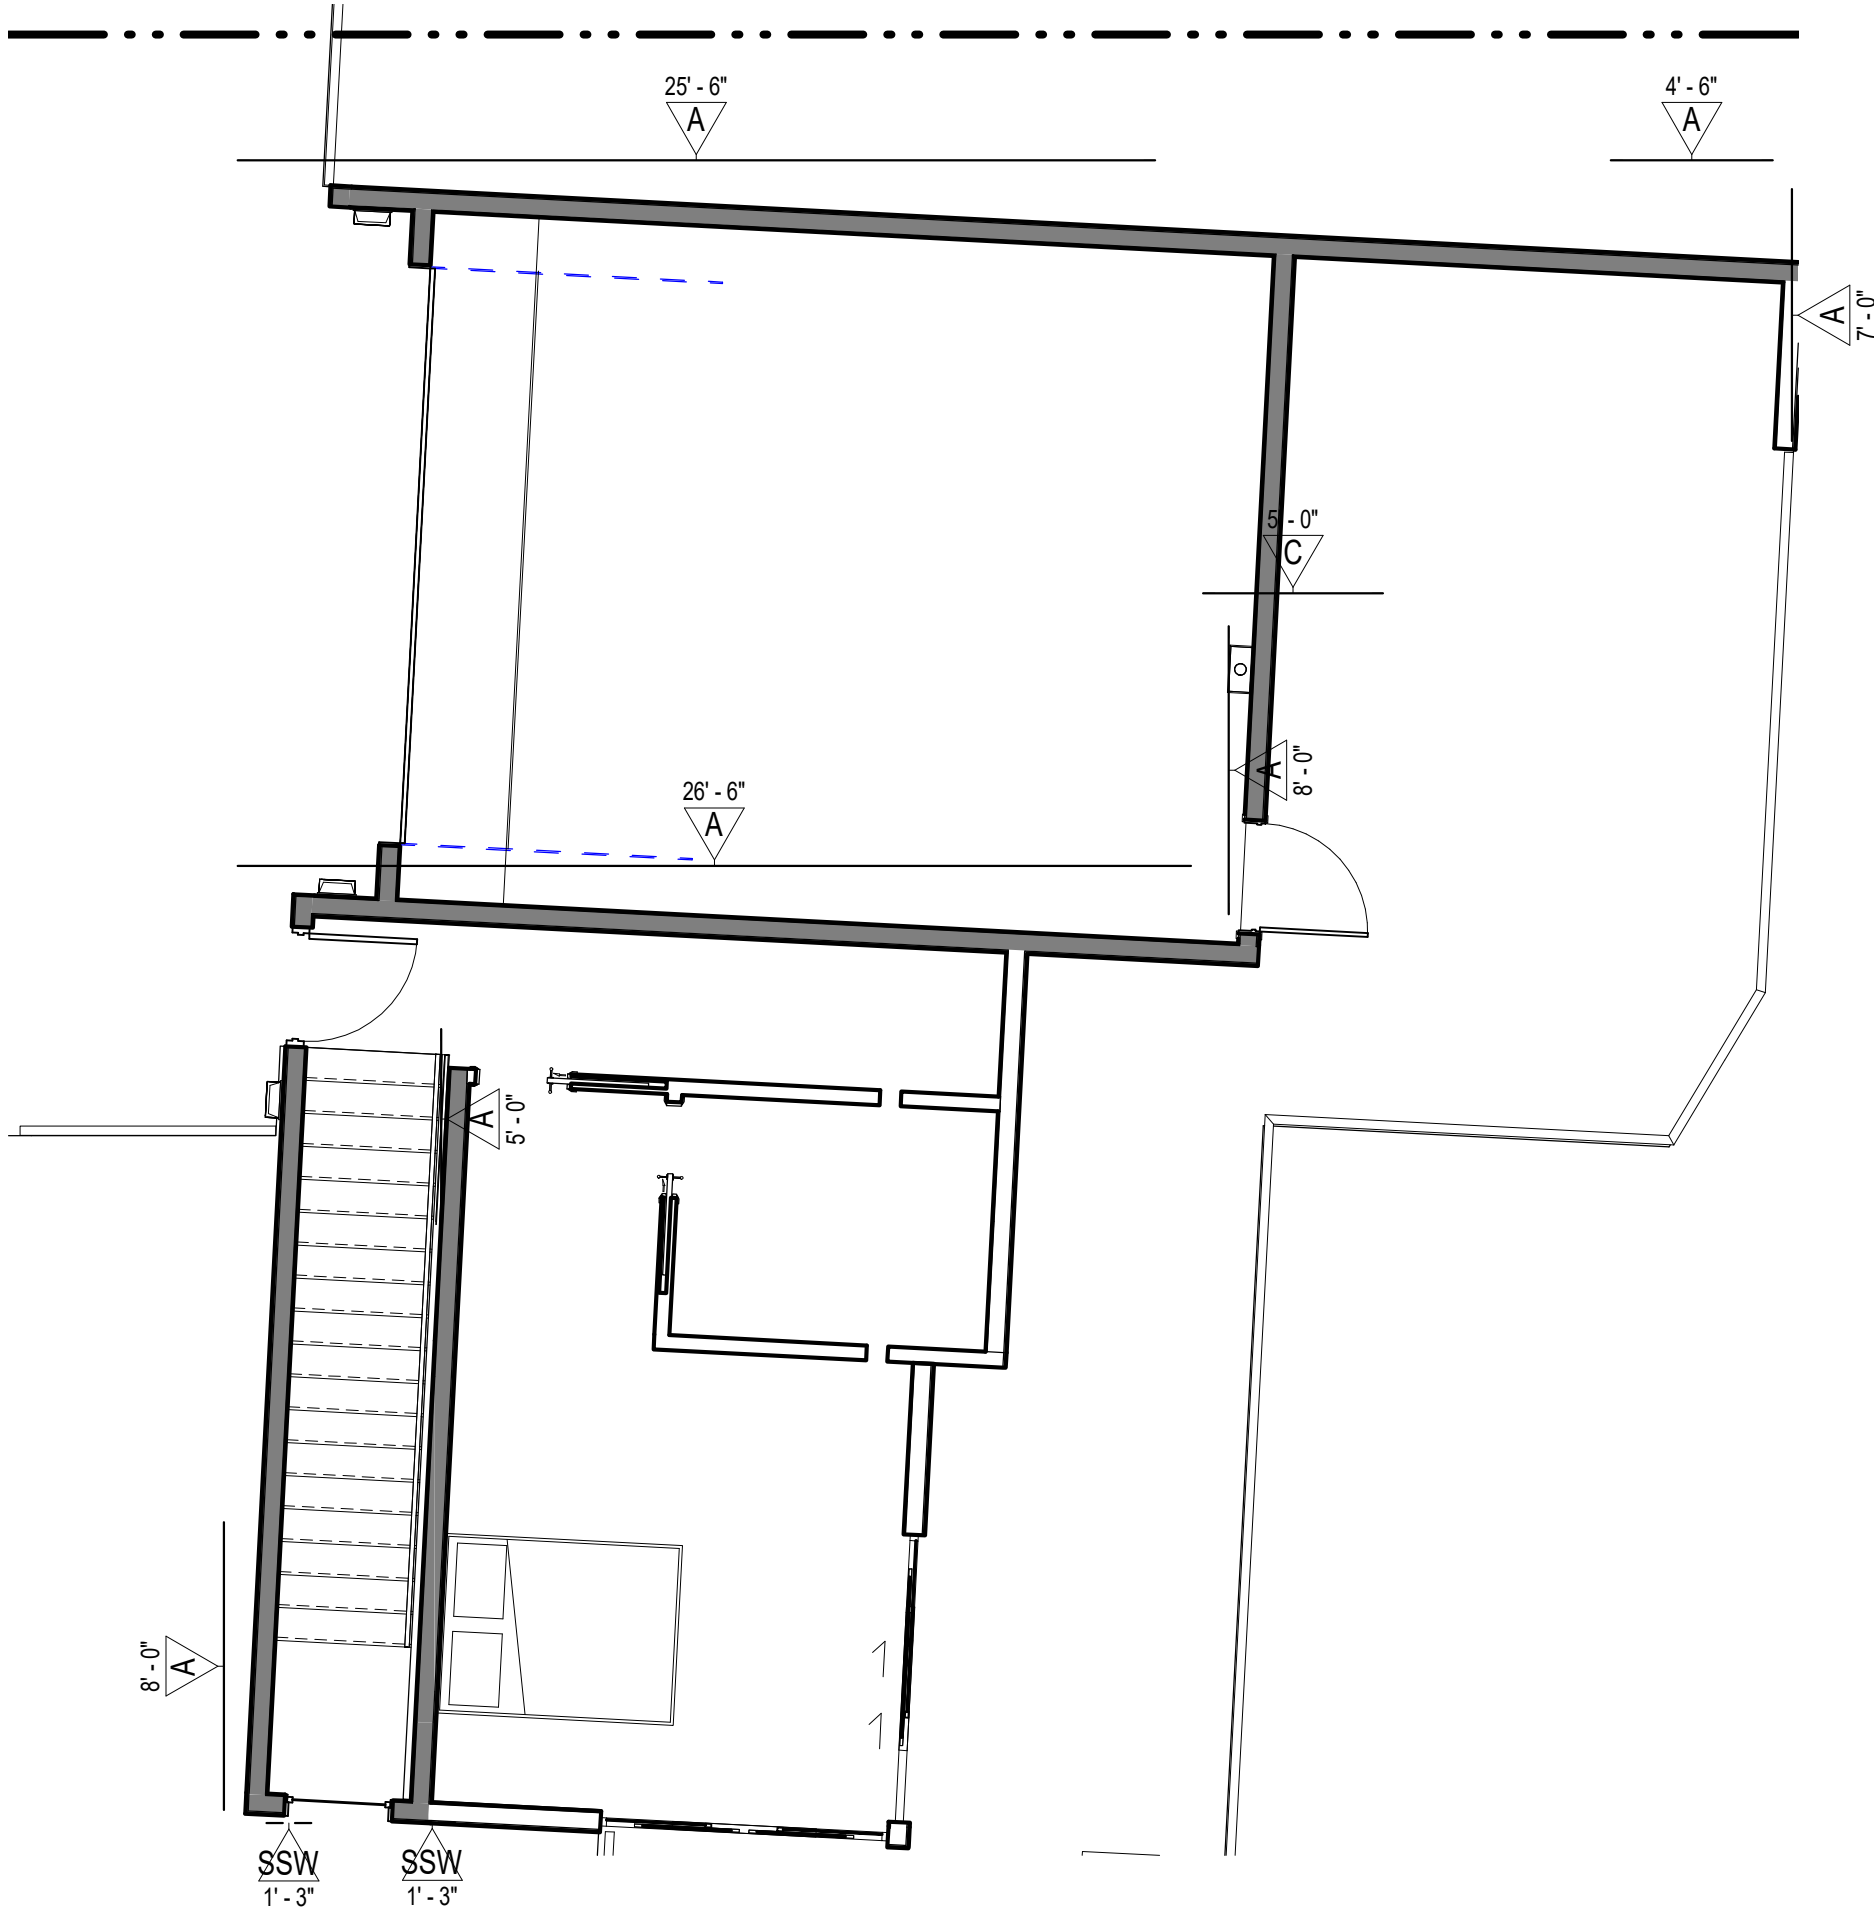 25' - 6"
A
4' - 6"
A
A
7' - 0"
5' - 0"
C
A
8' - 0"
26' - 6"
A
A
5' - 0"
8' - 0"
A
SSW
1' - 3"
SSW
1' - 3"